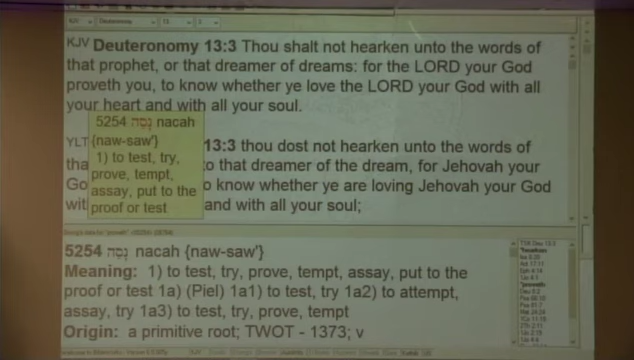 KJV Deuteronomy 13 3
KJV Deuteronomy 13:3 Thou shalt not hearken unto the words of
that prophet, or that dreamer of dreams: for the LORD your God
proveth you, to know whether ye love the LORD your God with all
your heart and with all your soul.
5254 נָסָה nacah
{naw-saw'}
1) to test, try,
prove, tempt,
assay, put to the
proof or test
YLT 13:3 thou dost not hearken unto the words of
tha o that dreamer of the dream, for Jehovah your
Go o know whether ye are loving Jehovah your God
wit and with all your soul;
5254 נָסָה nacah {naw-saw'}
Meaning: 1) to test, try, prove, tempt, assay, put to the
proof or test 1a) (Piel) 1a1) to test, try 1a2) to attempt,
assay, try 1a3) to test, try, prove, tempt
Origin: a primitive root; TWOT - 1373; v